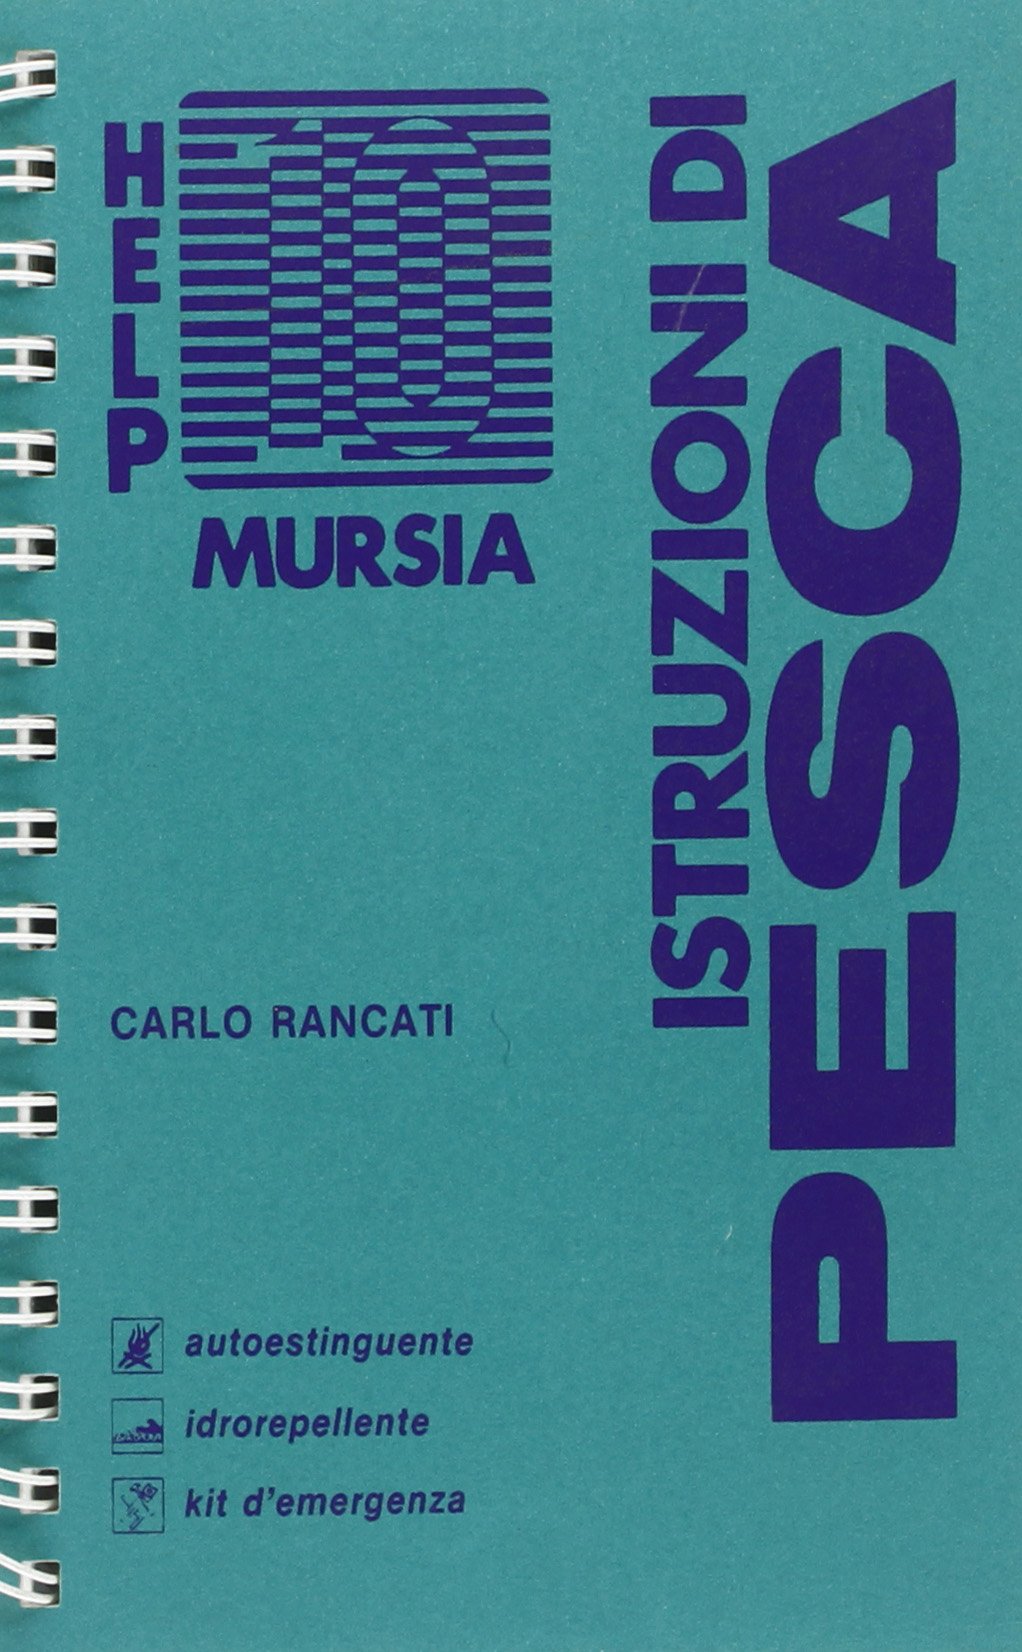 HELP
10
MURSIA
ISTRUZIONI DI
PESCA
CARLO RANCATI
autoestinguente
idrorepellente
kit d'emergenza